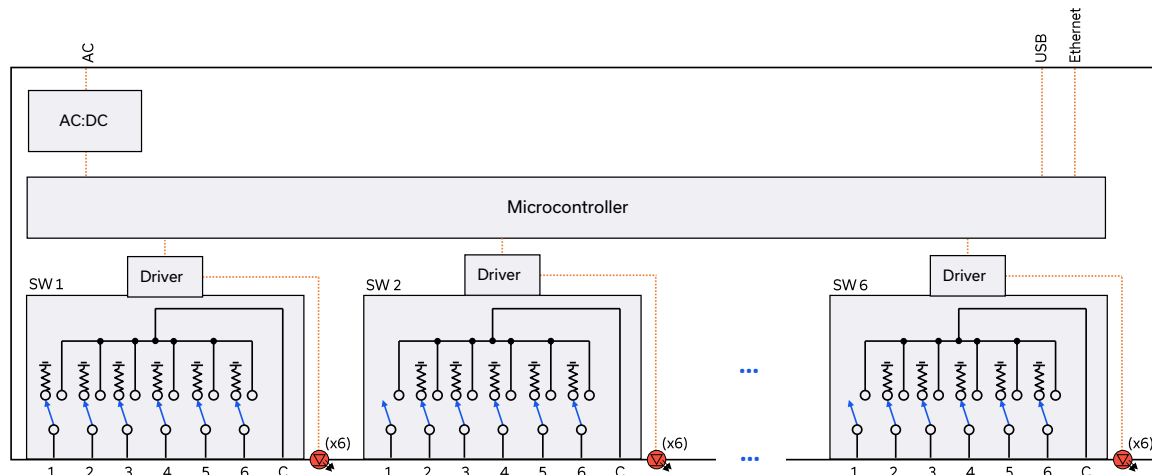 AC
USB
Ethernet
AC:DC
Microcontroller
Driver
Driver
Driver
SW 1
SW 2
SW 6
...
(x6)
(x6)
(x6)
1 2 3 4 5 6 C
1 2 3 4 5 6 C
...
1 2 3 4 5 6 C